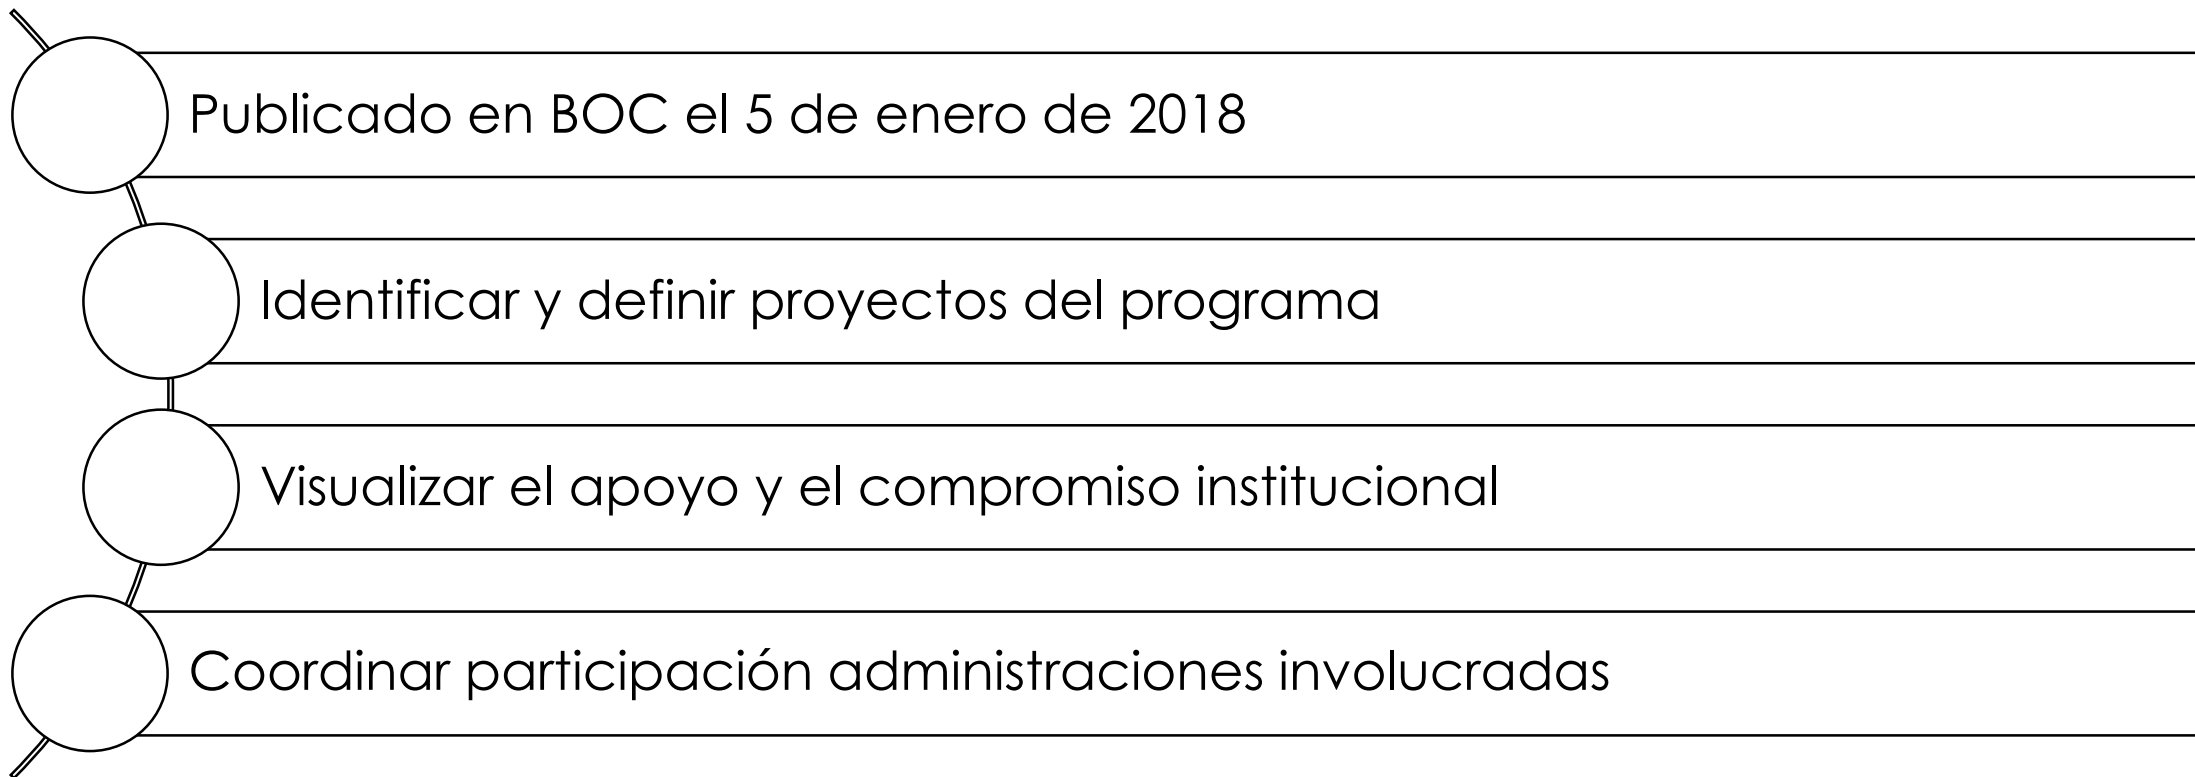 Publicado en BOC el 5 de enero de 2018
Identificar y definir proyectos del programa
Visualizar el apoyo y el compromiso institucional
Coordinar participación administraciones involucradas